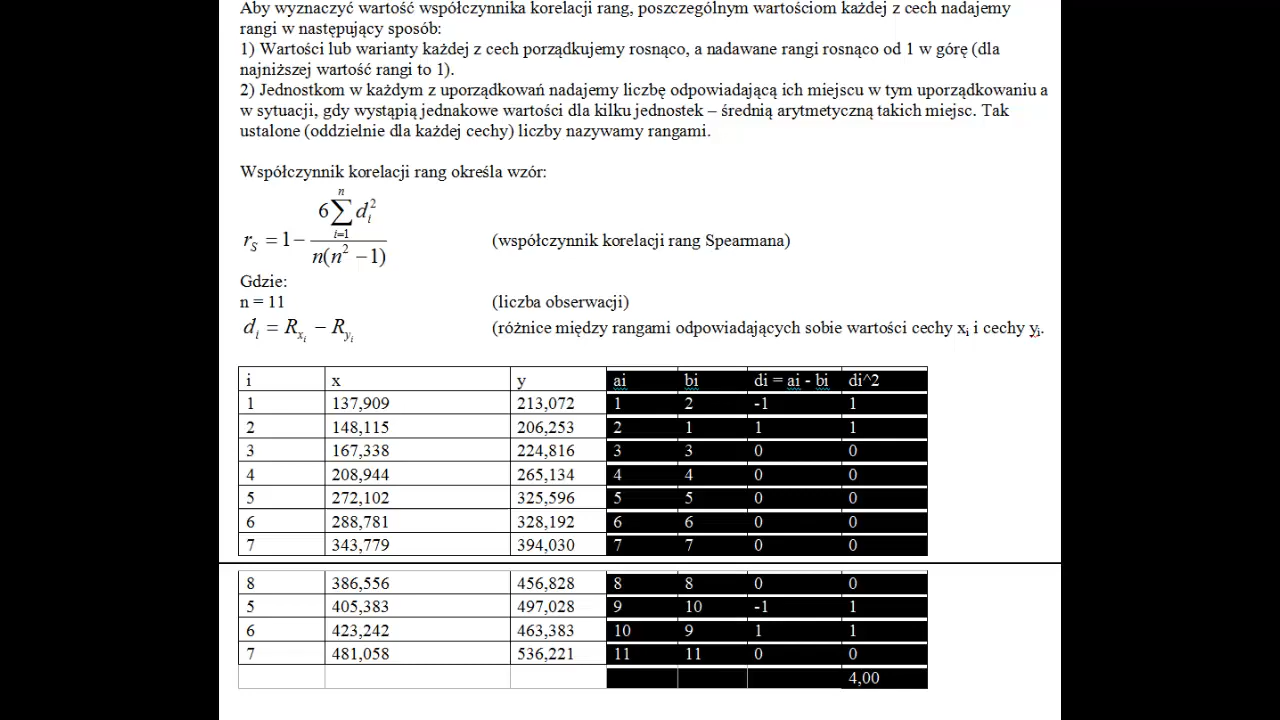 Aby wyznaczyć wartość współczynnika korelacji rang, poszczególnym wartościom każdej z cech nadajemy
rangi w następujący sposób:
1) Wartości lub warianty każdej z cech porządkujemy rosnąco, a nadawane rangi rosnąco od 1 w górę (dla
najniższej wartość rangi to 1).
2) Jednostkom w każdym z uporządkowań nadajemy liczbę odpowiadającą ich miejscu w tym uporządkowaniu a
w sytuacji, gdy wystąpią jednakowe wartości dla kilku jednostek – średnią arytmetyczną takich miejsc. Tak
ustalone (oddzielnie dla każdej cechy) liczby nazywamy rangami.
Współczynnik korelacji rang określa wzór:
r_S = 1 − 6∑_{i=1}^{n} d_i^2 / n(n^2 − 1) (współczynnik korelacji rang Spearmana)
Gdzie:
n = 11 (liczba obserwacji)
d_i = R_{x_i} − R_{y_i} (różnice między rangami odpowiadających sobie wartości cechy x_i i cechy y_i.
i x y ai bi di = ai - bi di^2
1 137,909 213,072 1 2 -1 1
2 148,115 206,253 2 1 1 1
3 167,338 224,816 3 3 0 0
4 208,944 265,134 4 4 0 0
5 272,102 325,596 5 5 0 0
6 288,781 328,192 6 6 0 0
7 343,779 394,030 7 7 0 0
8 386,556 456,828 8 8 0 0
5 405,383 497,028 9 10 -1 1
6 423,242 463,383 10 9 1 1
7 481,058 536,221 11 11 0 0
4,00